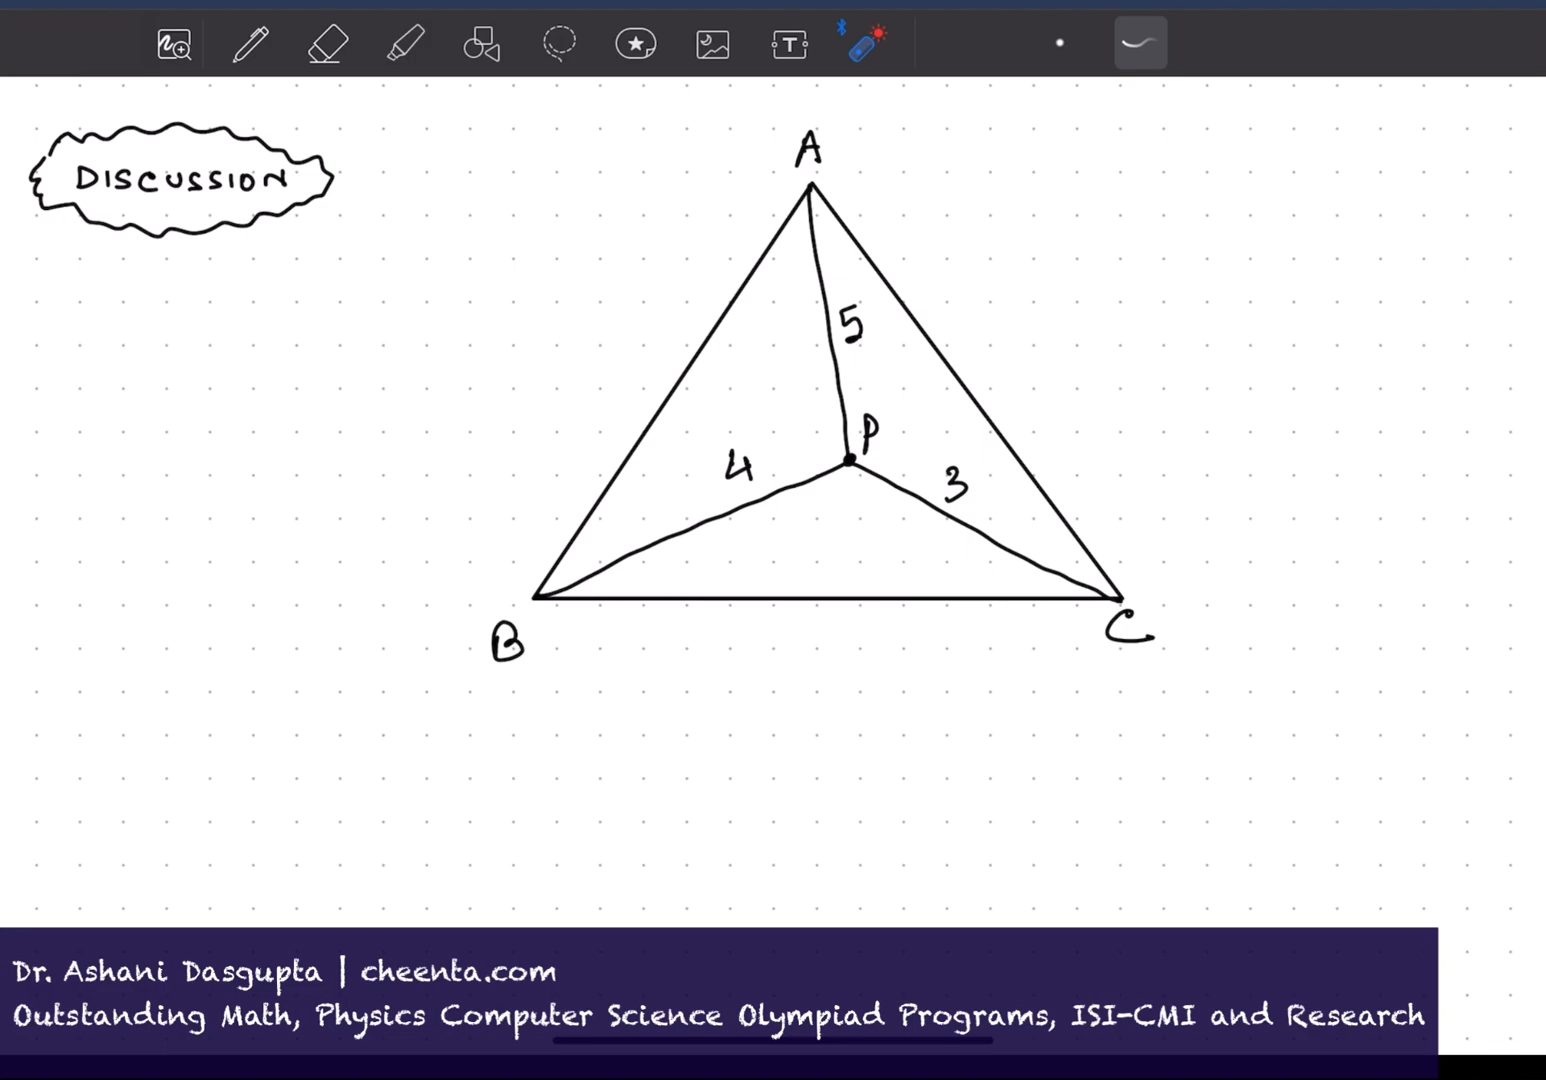 DISCUSSION
A
5
P
4
3
B
C
Dr. Ashani Dasgupta | cheenta.com
Outstanding Math, Physics Computer Science Olympiad Programs, ISI-CMI and Research